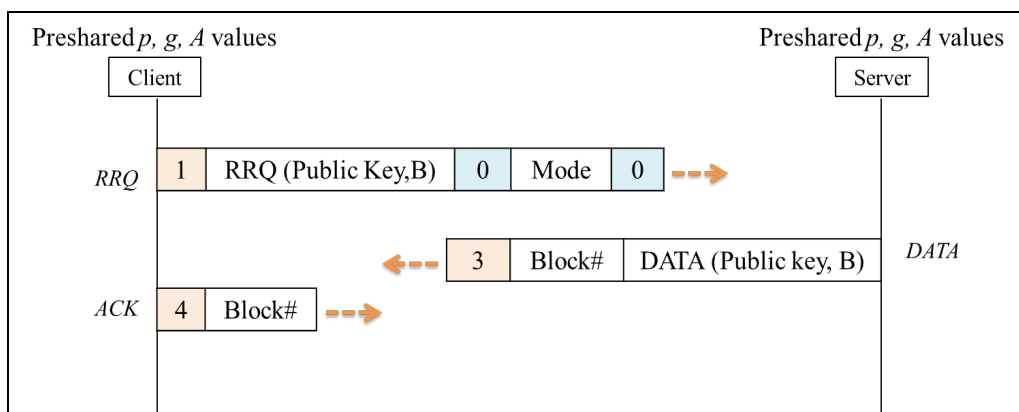 Preshared p, g, A values
Preshared p, g, A values
Client
Server
RRQ
1 RRQ (Public Key,B) 0 Mode 0
3 Block# DATA (Public key, B)
DATA
ACK
4 Block#